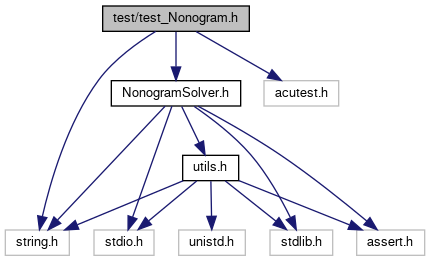 test/test_Nonogram.h
NonogramSolver.h
acutest.h
utils.h
string.h
stdio.h
unistd.h
stdlib.h
assert.h